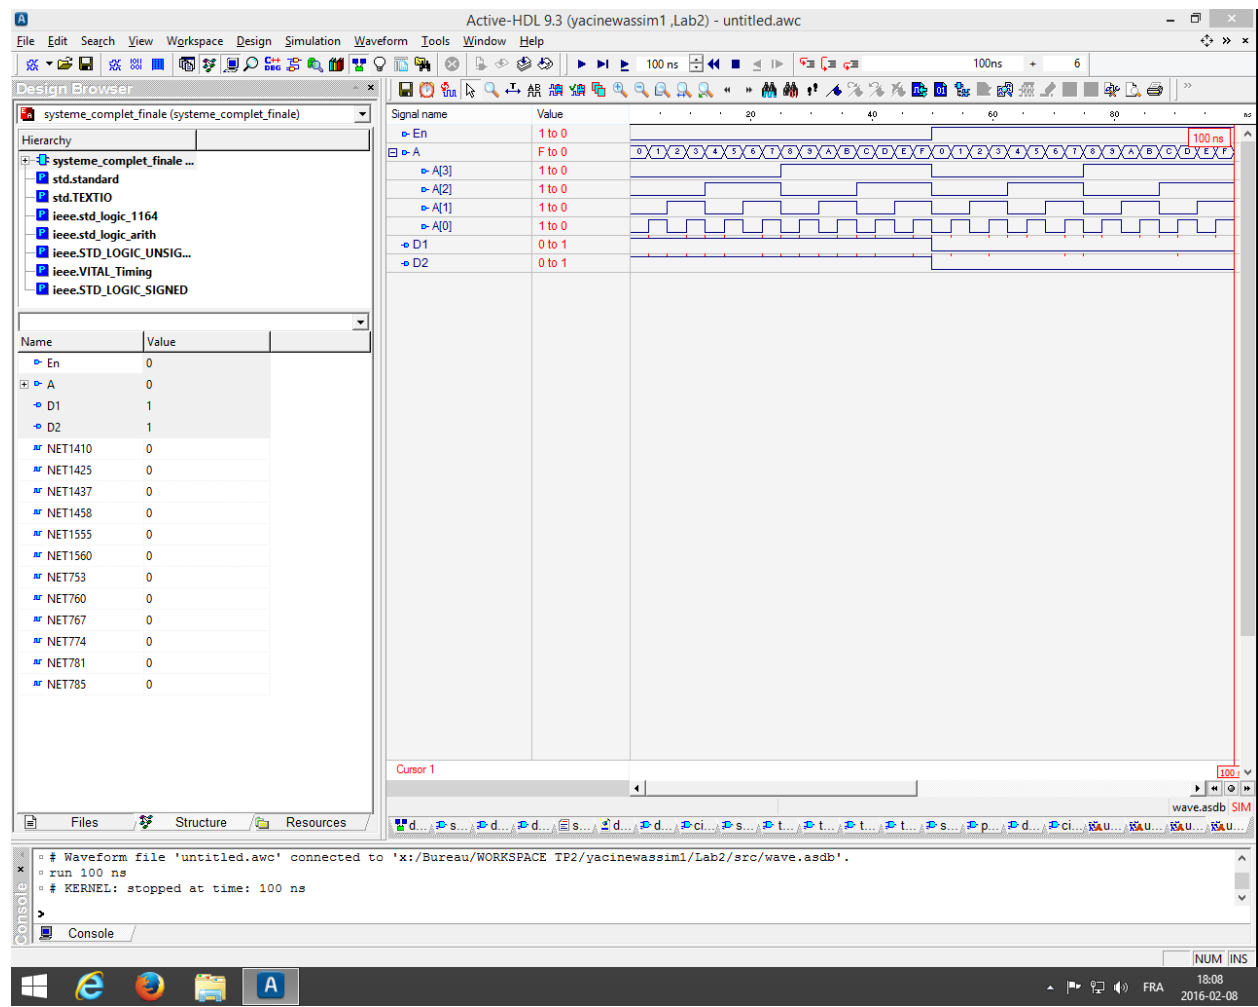 Active-HDL 9.3 (yacinewassim1 ,Lab2) - untitled.awc
File Edit Search View Workspace Design Simulation Waveform Tools Window Help
100 ns 100ns + 6
Design Browser
systeme_complet_finale (systeme_complet_finale)
Hierarchy
systeme_complet_finale ...
std.standard
std.TEXTIO
ieee.std_logic_1164
ieee.std_logic_arith
ieee.STD_LOGIC_UNSIG...
ieee.VITAL_Timing
ieee.STD_LOGIC_SIGNED
Name Value
En 0
A 0
D1 1
D2 1
NET1410 0
NET1425 0
NET1437 0
NET1458 0
NET1555 0
NET1560 0
NET753 0
NET760 0
NET767 0
NET774 0
NET781 0
NET785 0
Files Structure Resources
Signal name Value 20 40 60 80 ns
En 1 to 0
100 ns
A F to 0 0 1 2 3 4 5 6 7 8 9 A B C D E F 0 1 2 3 4 5 6 7 8 9 A B C D E F
A[3] 1 to 0
A[2] 1 to 0
A[1] 1 to 0
A[0] 1 to 0
D1 0 to 1
D2 0 to 1
Cursor 1
wave.asdb SIM
d... s... d... d... s... d... d... ci... s... t... t... t... t... s... p... d... ci... u... u... u... u...
# Waveform file 'untitled.awc' connected to 'x:/Bureau/WORKSPACE TP2/yacinewassim1/Lab2/src/wave.asdb'.
run 100 ns
# KERNEL: stopped at time: 100 ns
>
Console
Console
NUM INS
A FRA 18:08
2016-02-08